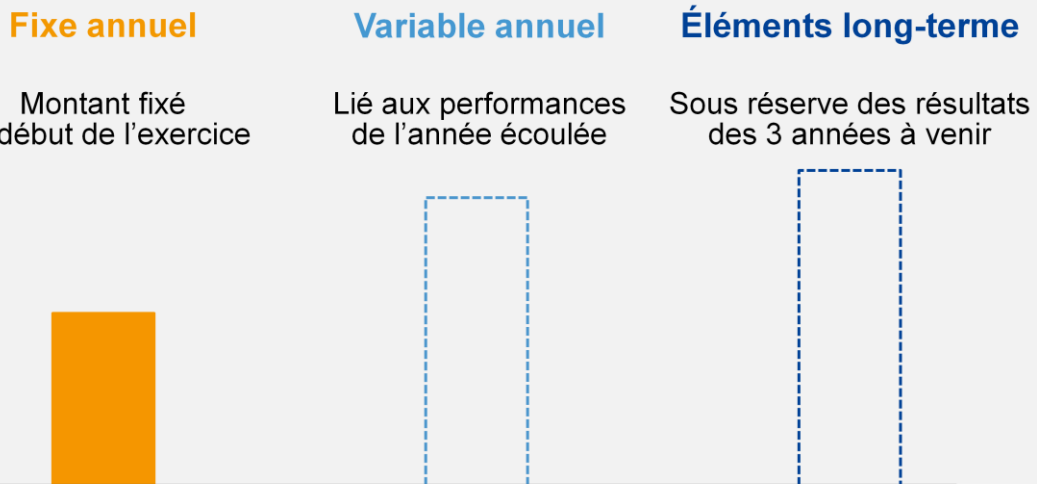 Fixe annuel
Variable annuel
Éléments long-terme
Montant fixé
début de l'exercice
Lié aux performances
de l'année écoulée
Sous réserve des résultats
des 3 années à venir